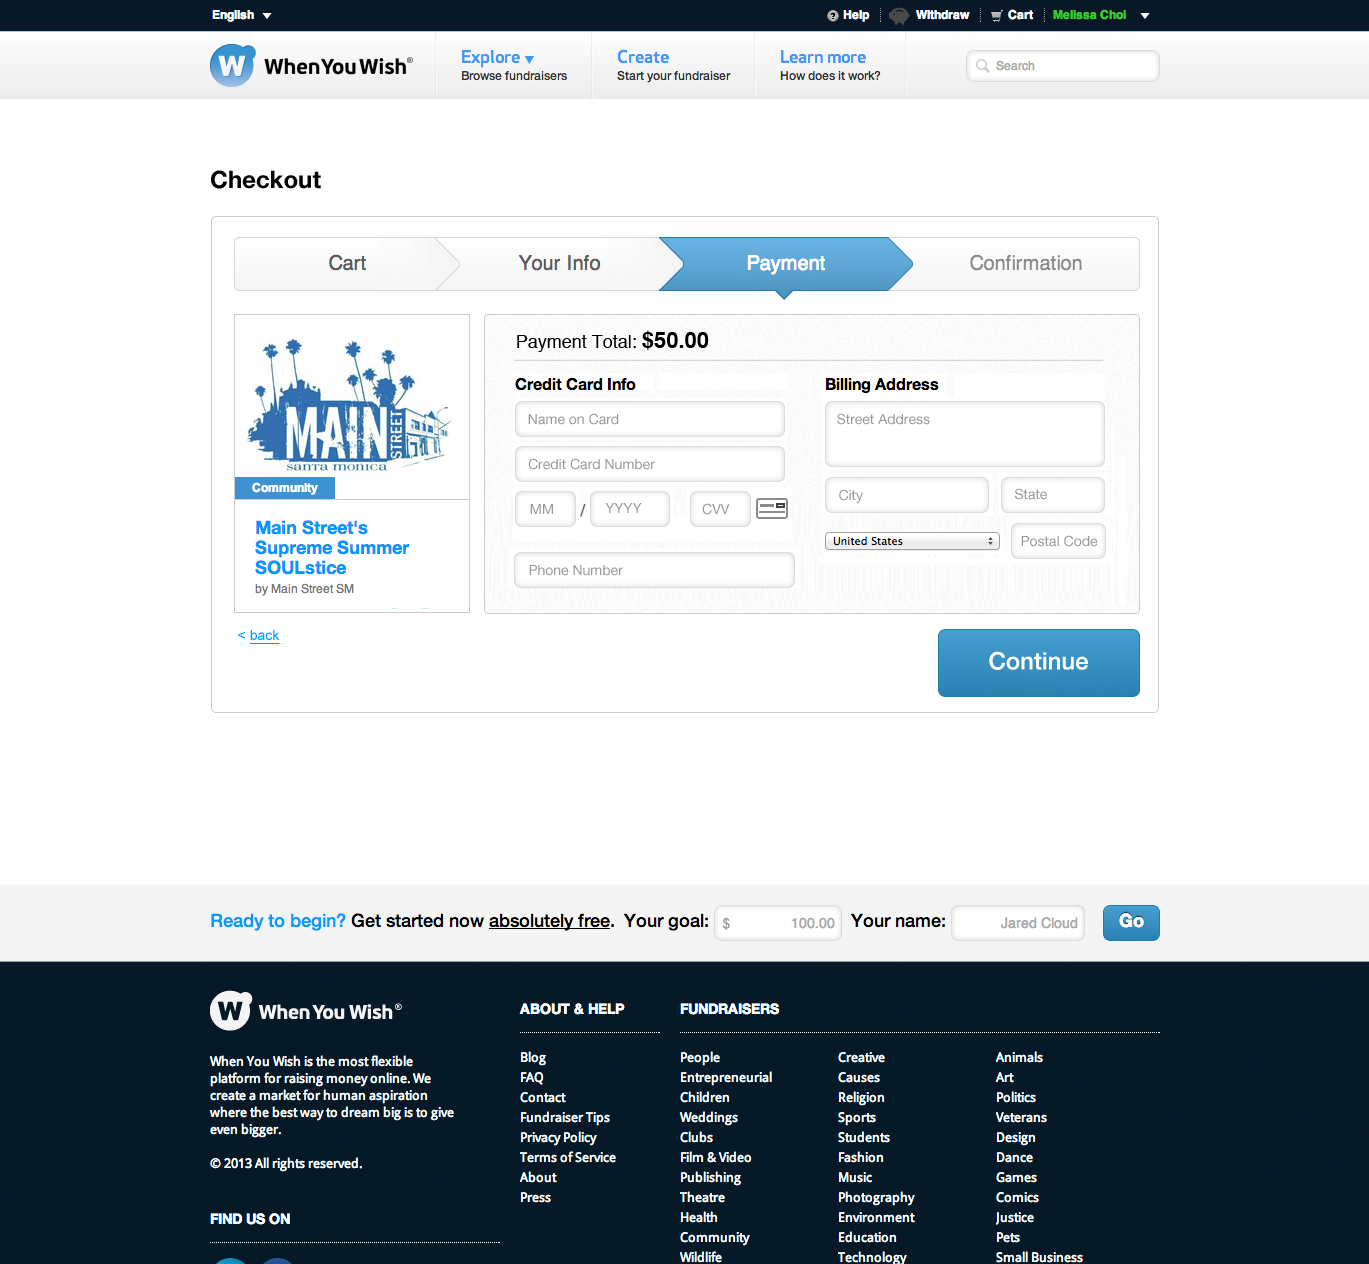 English
Help
Withdraw
Cart
Melissa Choi
W WhenYouWish®
Explore
Browse fundraisers
Create
Start your fundraiser
Learn more
How does it work?
Search
Checkout
Cart
Your Info
Payment
Confirmation
MAIN STREET
santa monica
Community
Main Street's
Supreme Summer
SOULstice
by Main Street SM
< back
Payment Total: $50.00
Credit Card Info
Name on Card
Credit Card Number
MM / YYYY CVV
Phone Number
Billing Address
Street Address
City
State
United States
Postal Code
Continue
Ready to begin? Get started now absolutely free. Your goal: $ 100.00 Your name: Jared Cloud Go
W When You Wish®
When You Wish is the most flexible
platform for raising money online. We
create a market for human aspiration
where the best way to dream big is to give
even bigger.
© 2013 All rights reserved.
FIND US ON
ABOUT & HELP
Blog
FAQ
Contact
Fundraiser Tips
Privacy Policy
Terms of Service
About
Press
FUNDRAISERS
People
Entrepreneurial
Children
Weddings
Clubs
Film & Video
Publishing
Theatre
Health
Community
Wildlife
Creative
Causes
Religion
Sports
Students
Fashion
Music
Photography
Environment
Education
Technology
Animals
Art
Politics
Veterans
Design
Dance
Games
Comics
Justice
Pets
Small Business